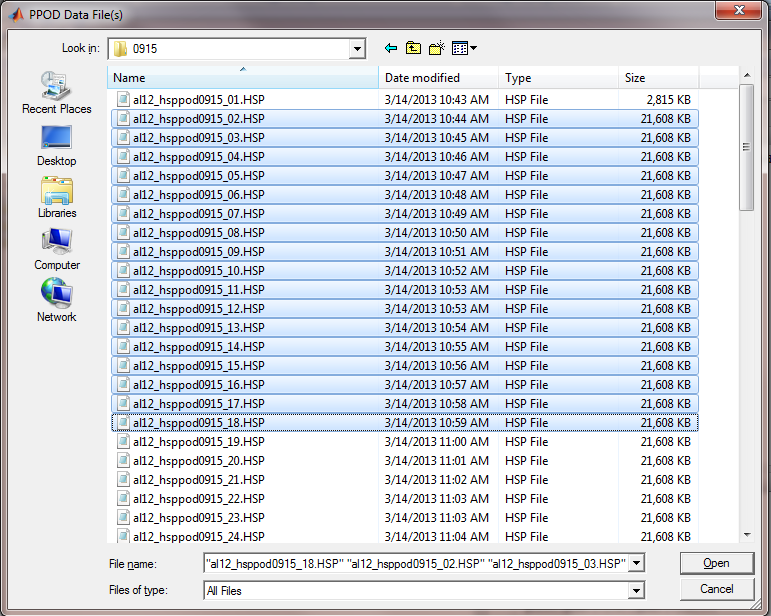 PPOD Data File(s)
Look in: 0915
Name Date modified Type Size
Recent Places
Desktop
Libraries
Computer
Network
al12_hsppod0915_01.HSP 3/14/2013 10:43 AM HSP File 2,815 KB
al12_hsppod0915_02.HSP 3/14/2013 10:44 AM HSP File 21,608 KB
al12_hsppod0915_03.HSP 3/14/2013 10:45 AM HSP File 21,608 KB
al12_hsppod0915_04.HSP 3/14/2013 10:46 AM HSP File 21,608 KB
al12_hsppod0915_05.HSP 3/14/2013 10:47 AM HSP File 21,608 KB
al12_hsppod0915_06.HSP 3/14/2013 10:48 AM HSP File 21,608 KB
al12_hsppod0915_07.HSP 3/14/2013 10:49 AM HSP File 21,608 KB
al12_hsppod0915_08.HSP 3/14/2013 10:50 AM HSP File 21,608 KB
al12_hsppod0915_09.HSP 3/14/2013 10:51 AM HSP File 21,608 KB
al12_hsppod0915_10.HSP 3/14/2013 10:52 AM HSP File 21,608 KB
al12_hsppod0915_11.HSP 3/14/2013 10:53 AM HSP File 21,608 KB
al12_hsppod0915_12.HSP 3/14/2013 10:53 AM HSP File 21,608 KB
al12_hsppod0915_13.HSP 3/14/2013 10:54 AM HSP File 21,608 KB
al12_hsppod0915_14.HSP 3/14/2013 10:55 AM HSP File 21,608 KB
al12_hsppod0915_15.HSP 3/14/2013 10:56 AM HSP File 21,608 KB
al12_hsppod0915_16.HSP 3/14/2013 10:57 AM HSP File 21,608 KB
al12_hsppod0915_17.HSP 3/14/2013 10:58 AM HSP File 21,608 KB
al12_hsppod0915_18.HSP 3/14/2013 10:59 AM HSP File 21,608 KB
al12_hsppod0915_19.HSP 3/14/2013 11:00 AM HSP File 21,608 KB
al12_hsppod0915_20.HSP 3/14/2013 11:01 AM HSP File 21,608 KB
al12_hsppod0915_21.HSP 3/14/2013 11:02 AM HSP File 21,608 KB
al12_hsppod0915_22.HSP 3/14/2013 11:03 AM HSP File 21,608 KB
al12_hsppod0915_23.HSP 3/14/2013 11:03 AM HSP File 21,608 KB
al12_hsppod0915_24.HSP 3/14/2013 11:04 AM HSP File 21,608 KB
File name: "al12_hsppod0915_18.HSP" "al12_hsppod0915_02.HSP" "al12_hsppod0915_03.HSP" Open
Files of type: All Files Cancel